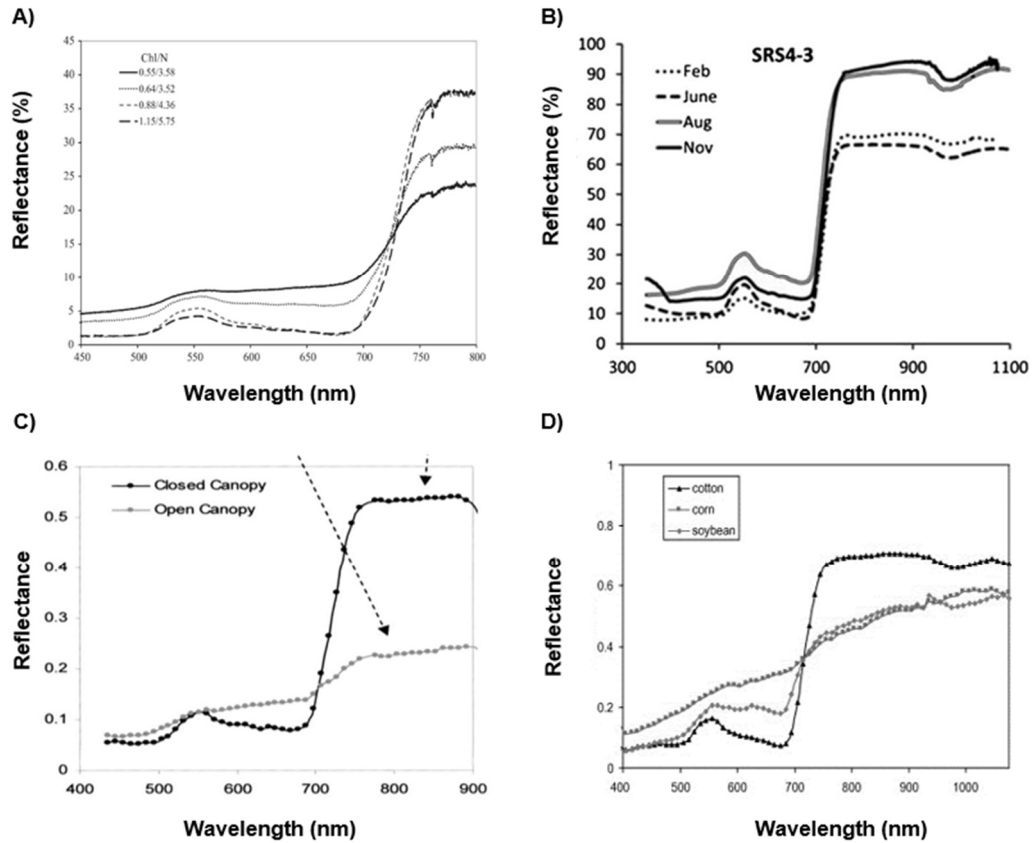 A)
Reflectance (%)
45
40
35
30
25
20
15
10
5
0
Chl/N
0.55/3.58
0.64/3.52
0.88/4.36
1.15/5.75
450 500 550 600 650 700 750 800
Wavelength (nm)
B)
SRS4-3
Reflectance (%)
100
90
80
70
60
50
40
30
20
10
0
Feb
June
Aug
Nov
300 500 700 900 1100
Wavelength (nm)
C)
Reflectance
0.6
0.5
0.4
0.3
0.2
0.1
0
Closed Canopy
Open Canopy
400 500 600 700 800 900
Wavelength (nm)
D)
Reflectance
1
0.8
0.6
0.4
0.2
0
cotton
corn
soybean
400 500 600 700 800 900 1000
Wavelength (nm)